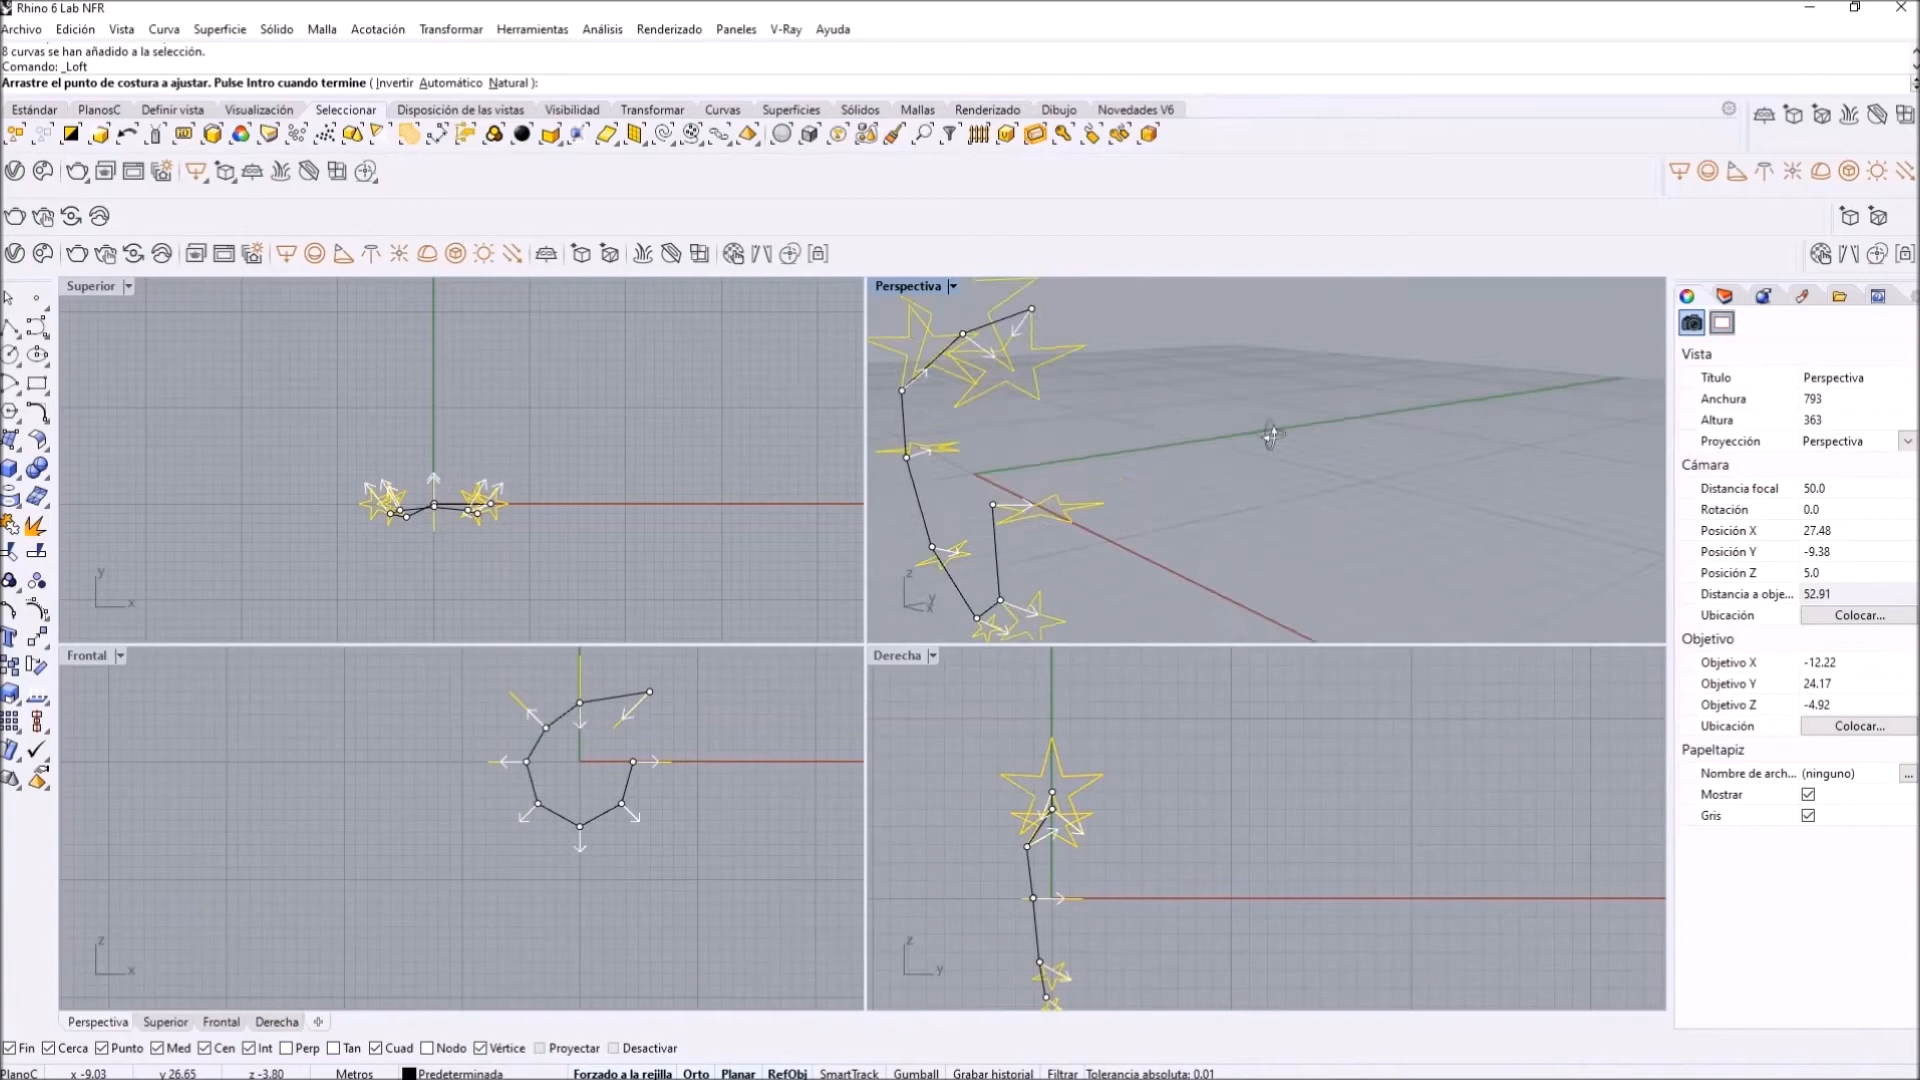 Rhino 6 Lab NFR
Archivo Edición Vista Curva Superficie Sólido Malla Acotación Transformar Herramientas Análisis Renderizado Paneles V-Ray Ayuda
8 curvas se han añadido a la selección.
Comando: _Loft
Arrastre el punto de costura a ajustar. Pulse Intro cuando termine ( Invertir Automático Natural ):
Estándar PlanosC Definir vista Visualización Seleccionar Disposición de las vistas Visibilidad Transformar Curvas Superficies Sólidos Mallas Renderizado Dibujo Novedades V6
Superior
Perspectiva
y
x
z
y
x
Frontal
Derecha
z
x
z
y
Vista
Título Perspectiva
Anchura 793
Altura 363
Proyección Perspectiva
Cámara
Distancia focal 50.0
Rotación 0.0
Posición X 27.48
Posición Y -9.38
Posición Z 5.0
Distancia a obje... 52.91
Ubicación Colocar...
Objetivo
Objetivo X -12.22
Objetivo Y 24.17
Objetivo Z -4.92
Ubicación Colocar...
Papeltapiz
Nombre de arch... (ninguno) ...
Mostrar
Gris
Perspectiva Superior Frontal Derecha
Fin Cerca Punto Med Cen Int Perp Tan Cuad Nodo Vértice Proyectar Desactivar
PlanoC x -9.03 y 26.65 z -3.80 Metros Predeterminada Forzado a la rejilla Orto Planar RefObj SmartTrack Gumball Grabar historial Filtrar Tolerancia absoluta: 0.01